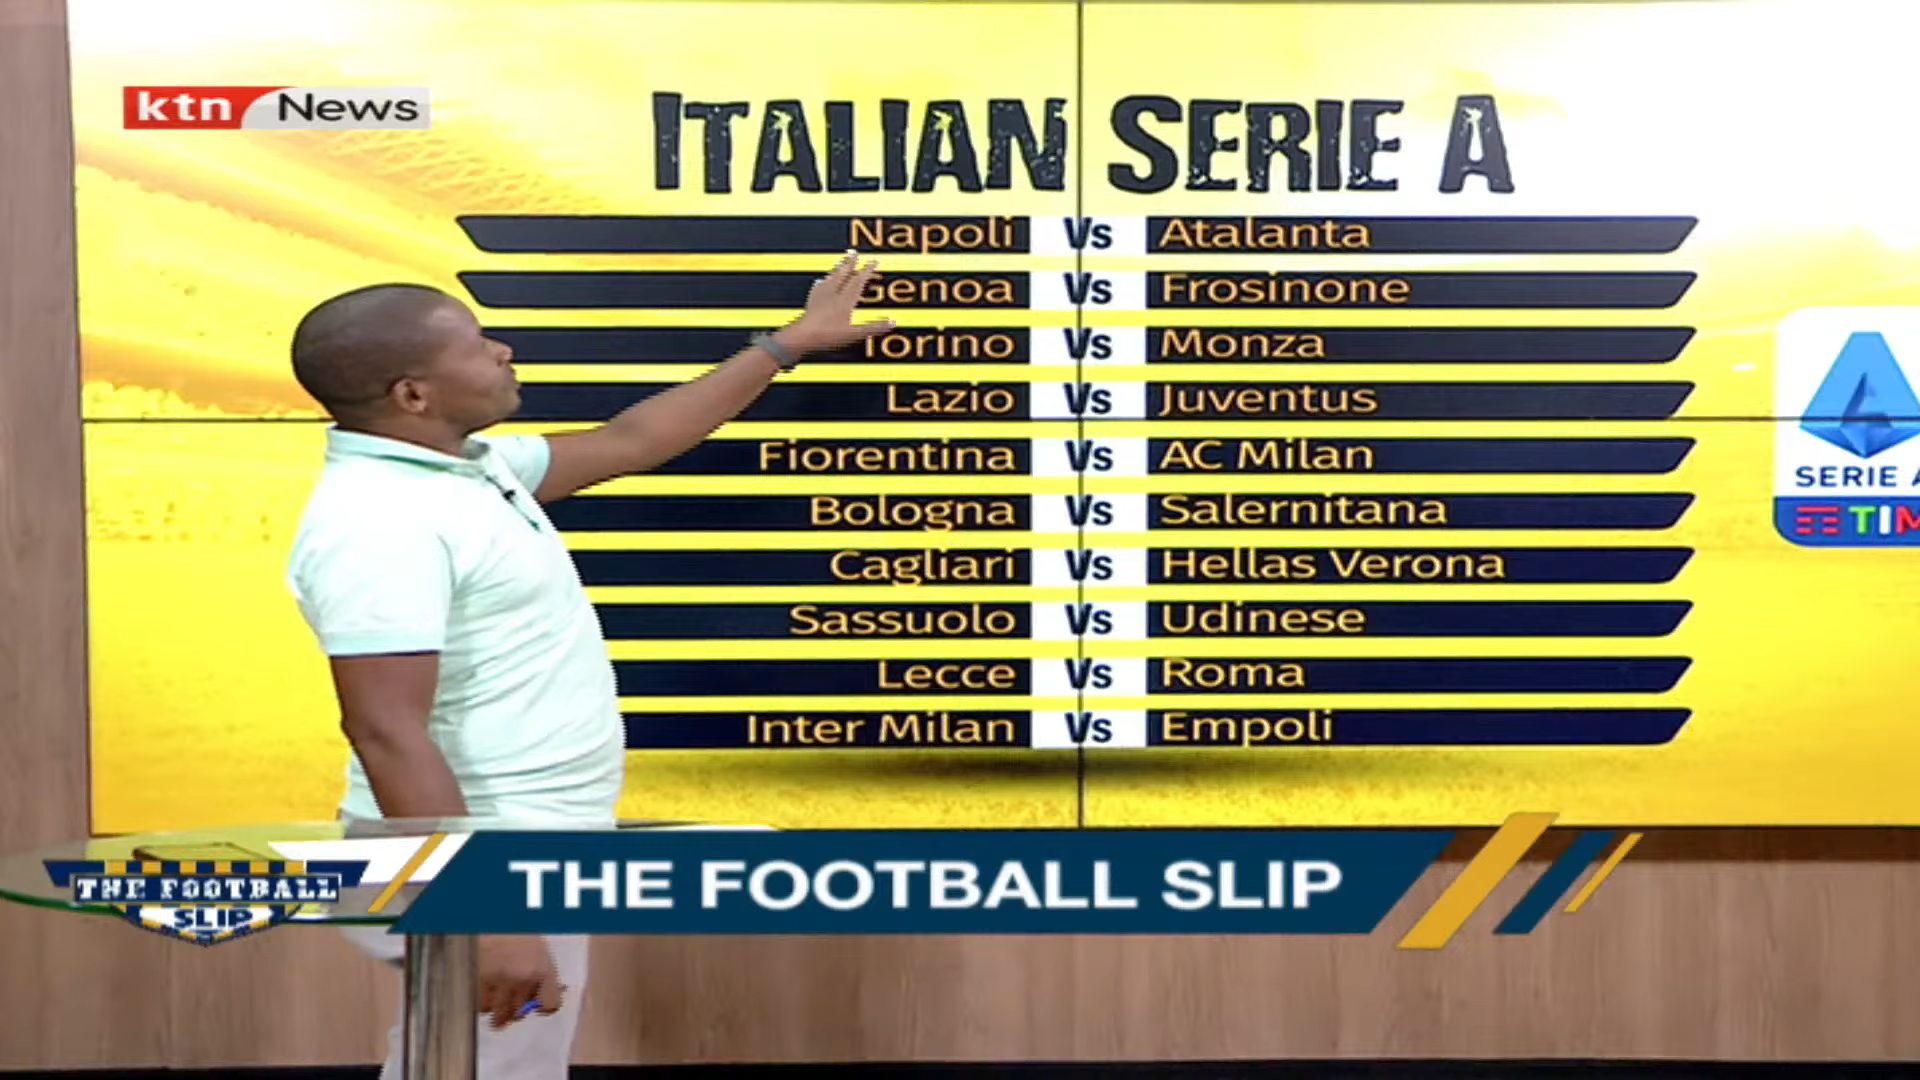 ktn News
ITALIAN SERIE A
Napoli Vs Atalanta
Genoa Vs Frosinone
Torino Vs Monza
Lazio Vs Juventus
Fiorentina Vs AC Milan
Bologna Vs Salernitana
Cagliari Vs Hellas Verona
Sassuolo Vs Udinese
Lecce Vs Roma
Inter Milan Vs Empoli
SERIE A
TIM
THE FOOTBALL
SLIP
THE FOOTBALL SLIP